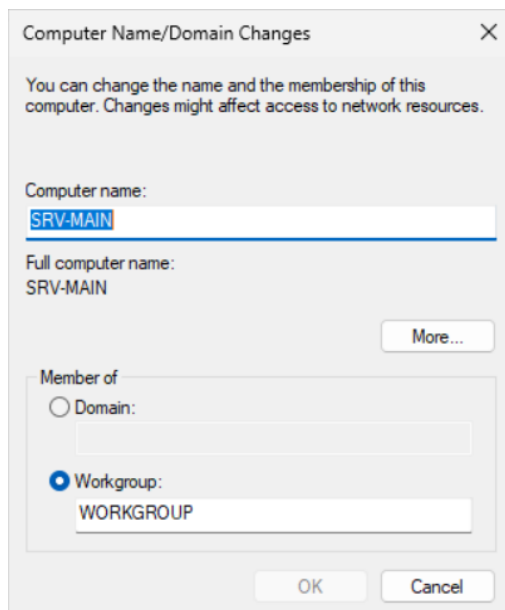 Computer Name/Domain Changes
You can change the name and the membership of this
computer. Changes might affect access to network resources.
Computer name:
SRV-MAIN
Full computer name:
SRV-MAIN
More...
Member of
Domain:
Workgroup:
WORKGROUP
OK
Cancel